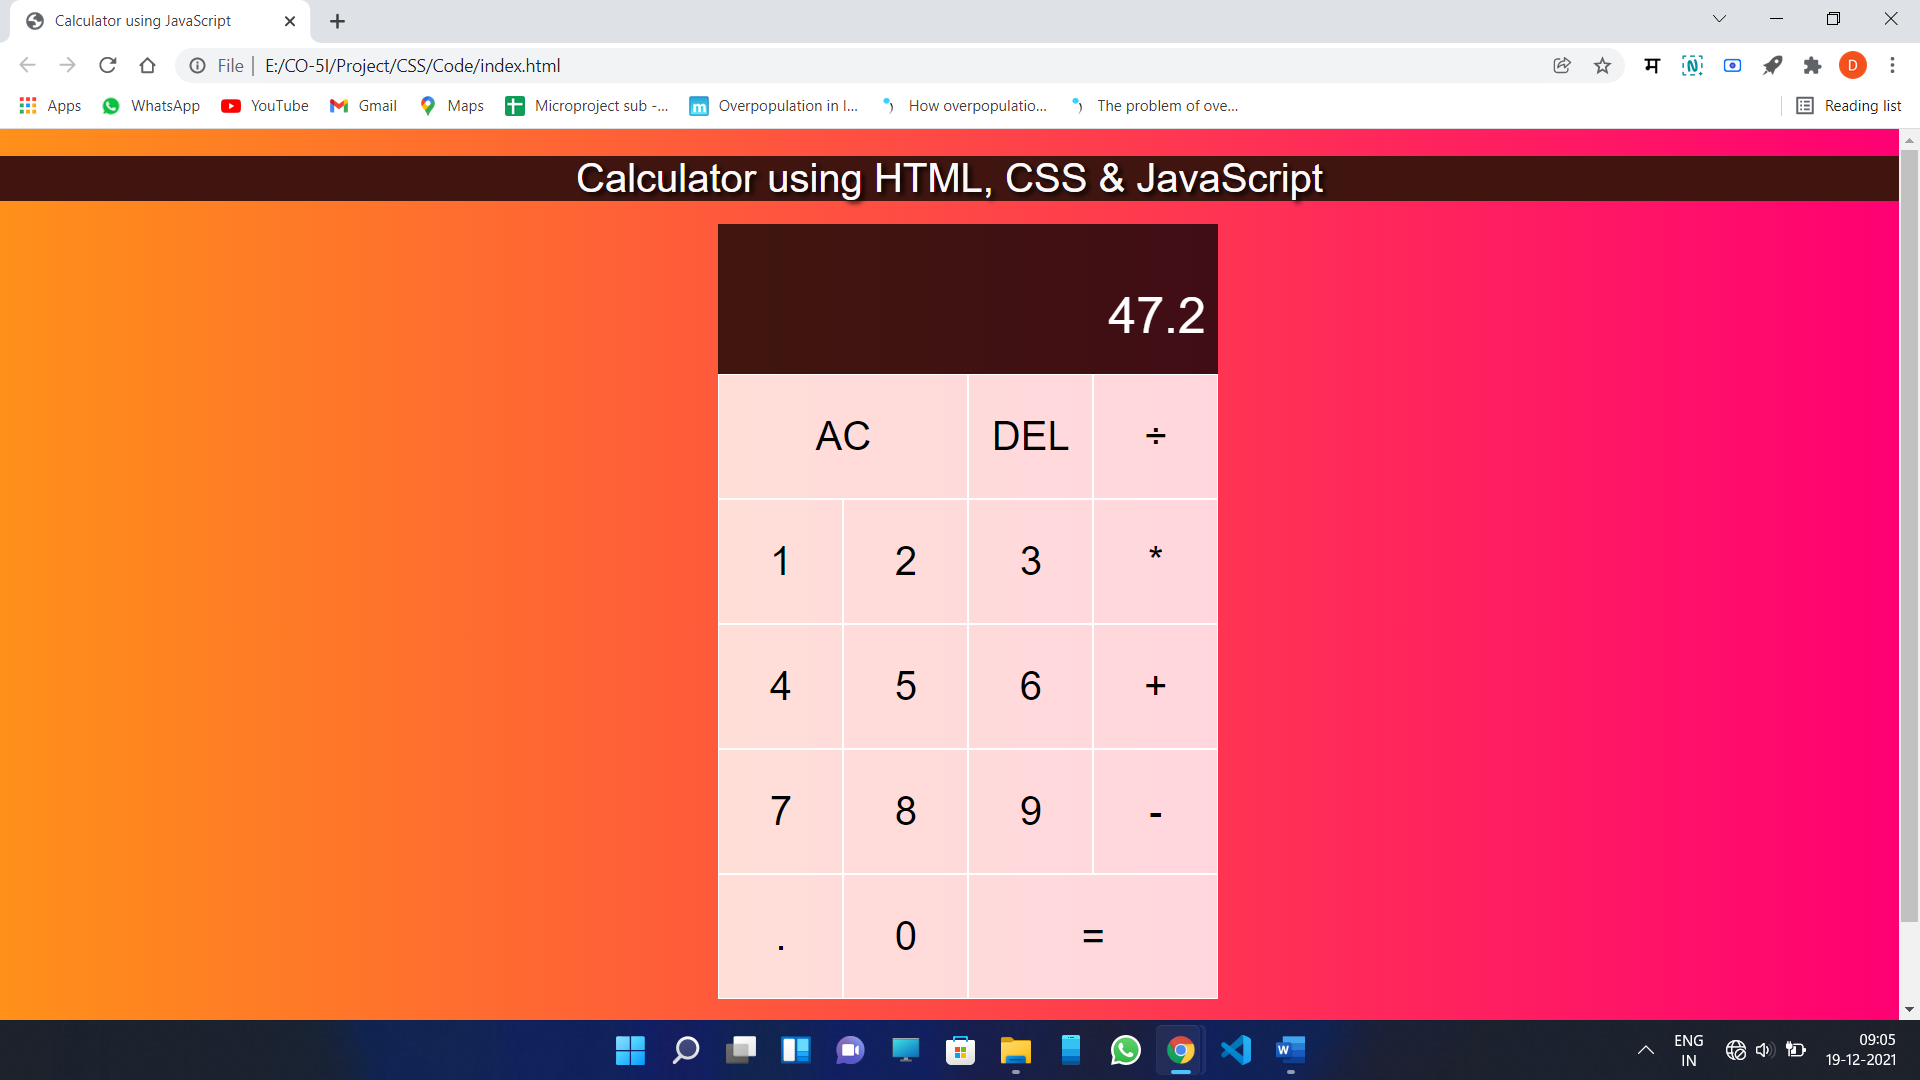 Calculator using JavaScript
File | E:/CO-5I/Project/CSS/Code/index.html
D
Apps WhatsApp YouTube Gmail Maps Microproject sub -... Overpopulation in I... How overpopulatio... The problem of ove... Reading list
Calculator using HTML, CSS & JavaScript
47.2
AC DEL ÷
1 2 3 *
4 5 6 +
7 8 9 -
. 0 =
ENG 09:05
IN 19-12-2021